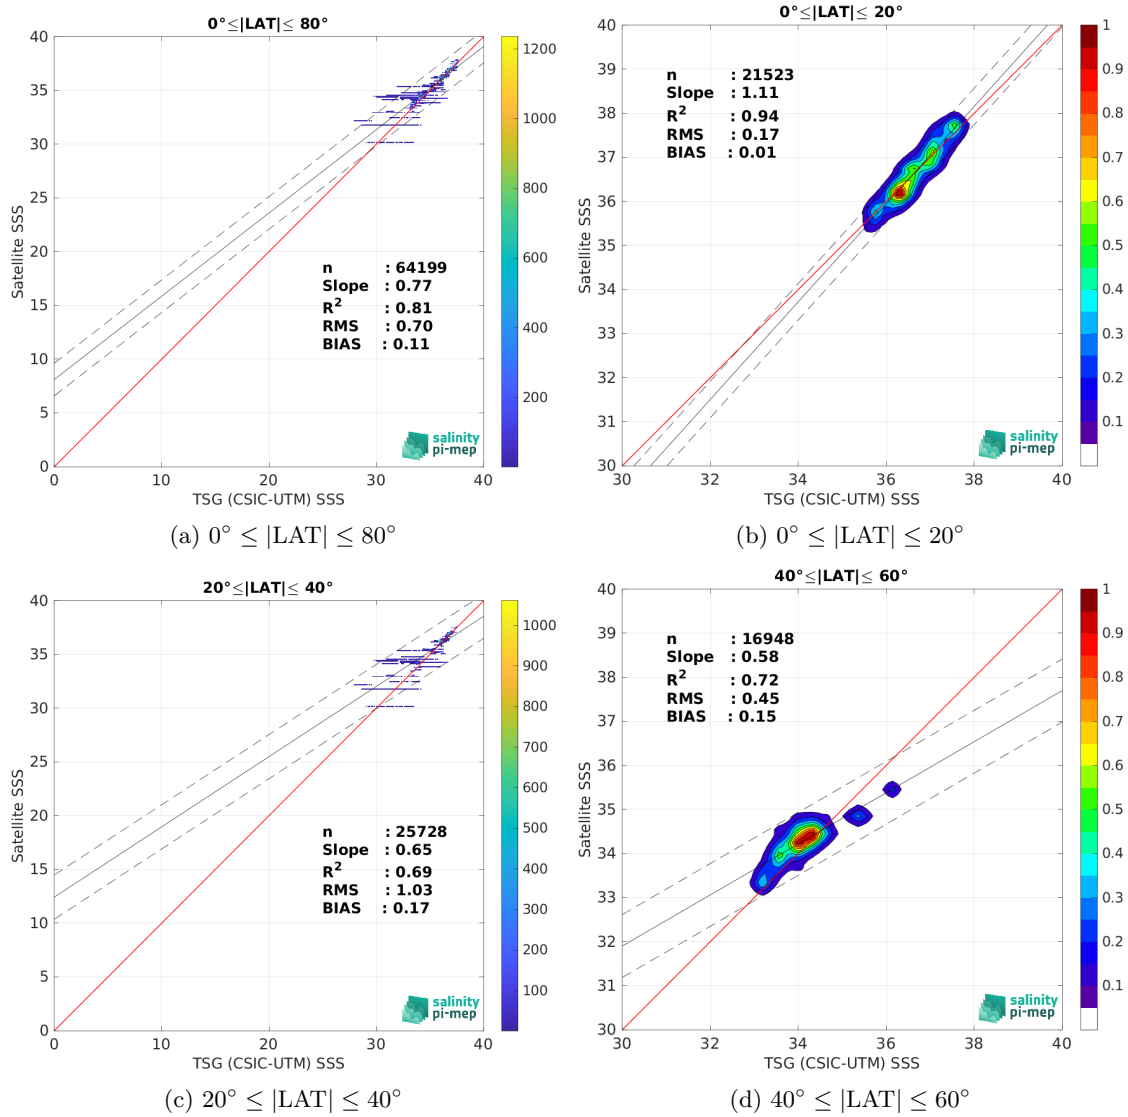 0°≤|LAT|≤ 80°
40
35
30
25
20
15
10
5
0
Satellite SSS
n : 64199
Slope : 0.77
R² : 0.81
RMS : 0.70
BIAS : 0.11
salinity
pi-mep
0 10 20 30 40
TSG (CSIC-UTM) SSS
1200
1000
800
600
400
200
(a) 0° ≤ |LAT| ≤ 80°
0°≤|LAT|≤ 20°
40
39
38
37
36
35
34
33
32
31
30
Satellite SSS
n : 21523
Slope : 1.11
R² : 0.94
RMS : 0.17
BIAS : 0.01
salinity
pi-mep
30 32 34 36 38 40
TSG (CSIC-UTM) SSS
1
0.9
0.8
0.7
0.6
0.5
0.4
0.3
0.2
0.1
(b) 0° ≤ |LAT| ≤ 20°
20°≤|LAT|≤ 40°
40
35
30
25
20
15
10
5
0
Satellite SSS
n : 25728
Slope : 0.65
R² : 0.69
RMS : 1.03
BIAS : 0.17
salinity
pi-mep
0 10 20 30 40
TSG (CSIC-UTM) SSS
1000
900
800
700
600
500
400
300
200
100
(c) 20° ≤ |LAT| ≤ 40°
40°≤|LAT|≤ 60°
40
39
38
37
36
35
34
33
32
31
30
Satellite SSS
n : 16948
Slope : 0.58
R² : 0.72
RMS : 0.45
BIAS : 0.15
salinity
pi-mep
30 32 34 36 38 40
TSG (CSIC-UTM) SSS
1
0.9
0.8
0.7
0.6
0.5
0.4
0.3
0.2
0.1
(d) 40° ≤ |LAT| ≤ 60°